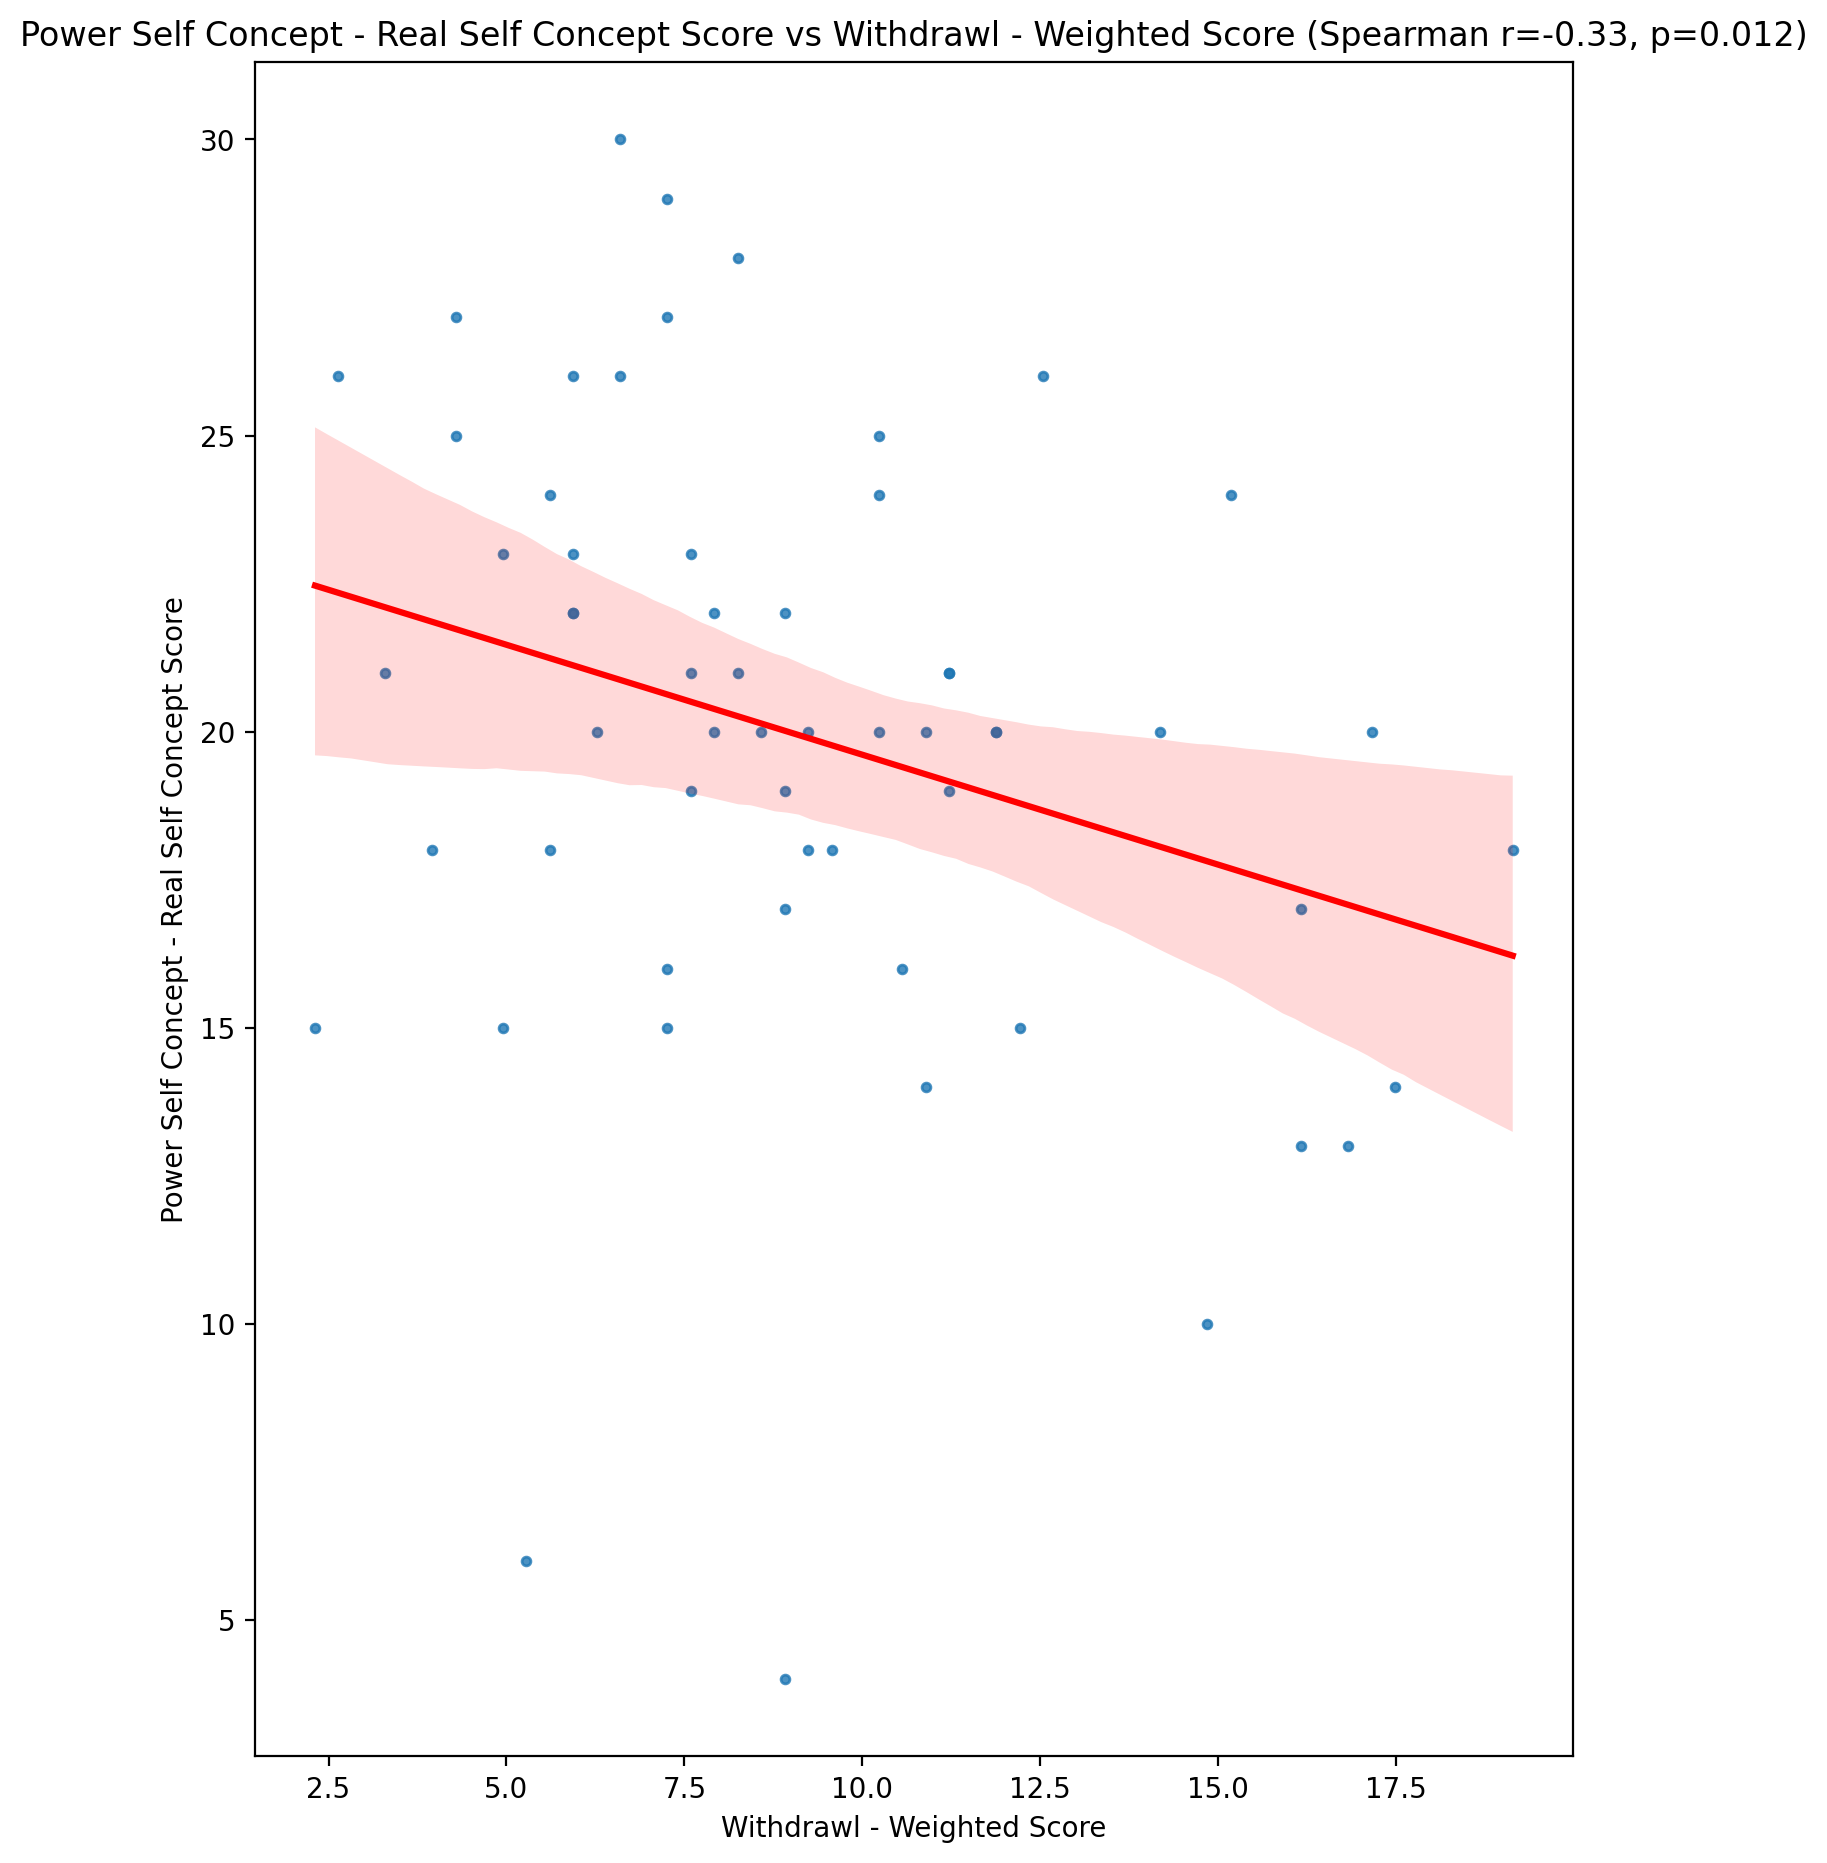 Power Self Concept - Real Self Concept Score vs Withdrawl - Weighted Score (Spearman r=-0.33, p=0.012)
Power Self Concept - Real Self Concept Score
30
25
20
15
10
5
2.5 5.0 7.5 10.0 12.5 15.0 17.5
Withdrawl - Weighted Score